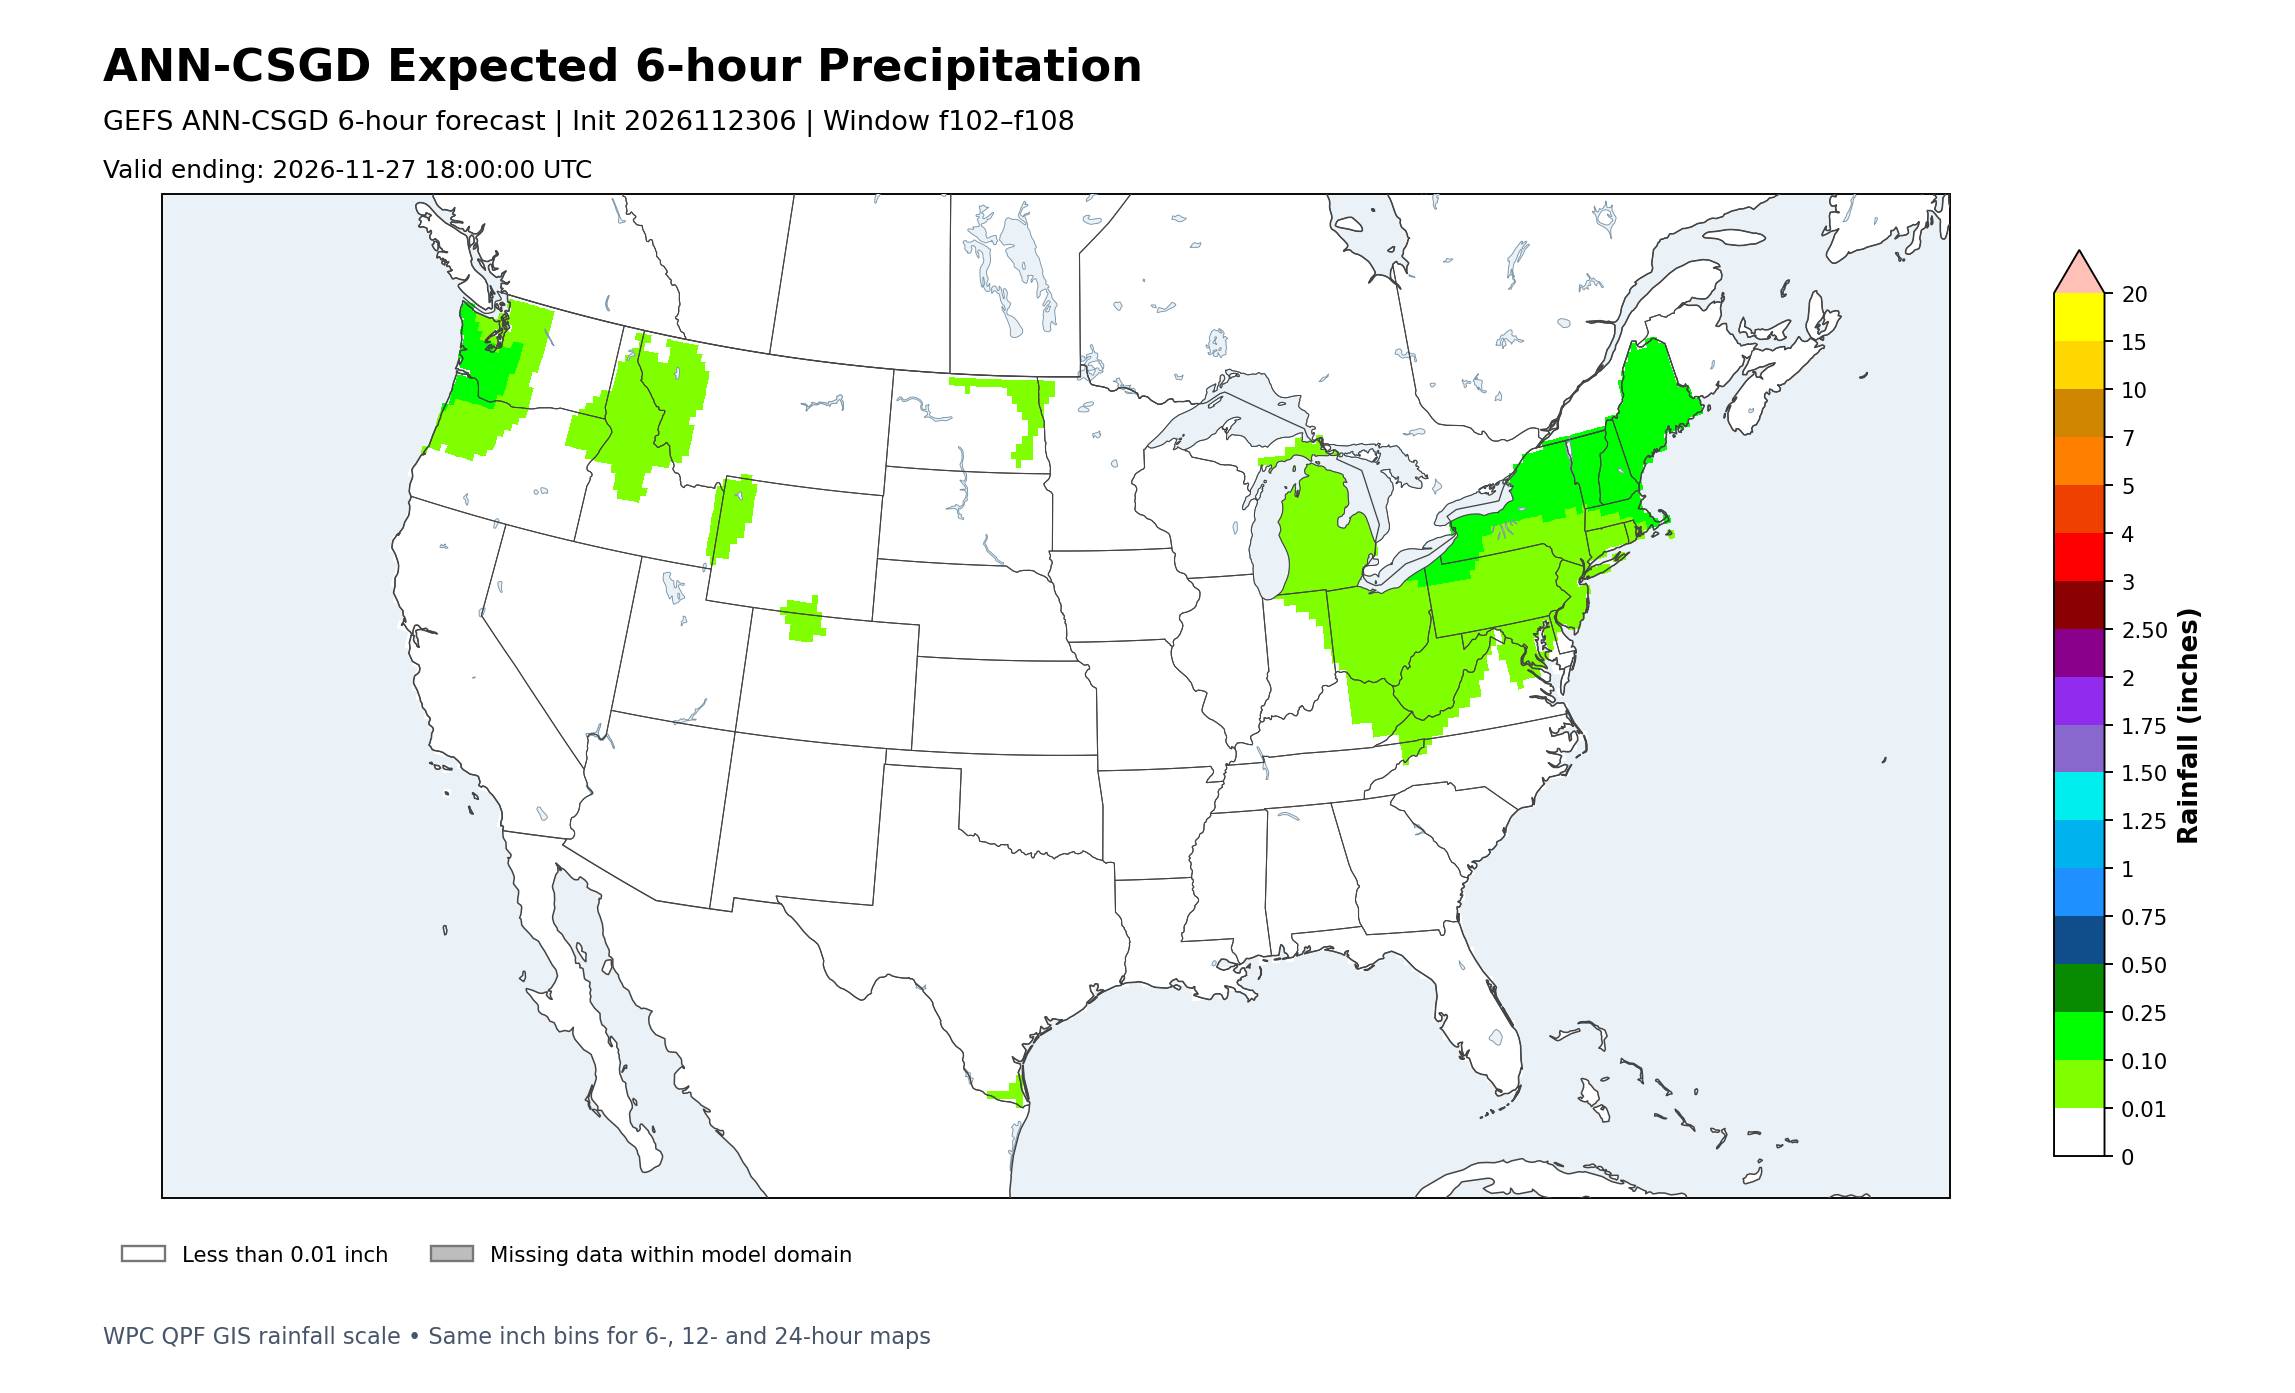 ANN-CSGD Expected 6-hour Precipitation
GEFS ANN-CSGD 6-hour forecast | Init 2026112306 | Window f102–f108
Valid ending: 2026-11-27 18:00:00 UTC
20
15
10
7
5
4
3
2.50
2
1.75
1.50
1.25
1
0.75
0.50
0.25
0.10
0.01
0
Rainfall (inches)
Less than 0.01 inch
Missing data within model domain
WPC QPF GIS rainfall scale • Same inch bins for 6-, 12- and 24-hour maps